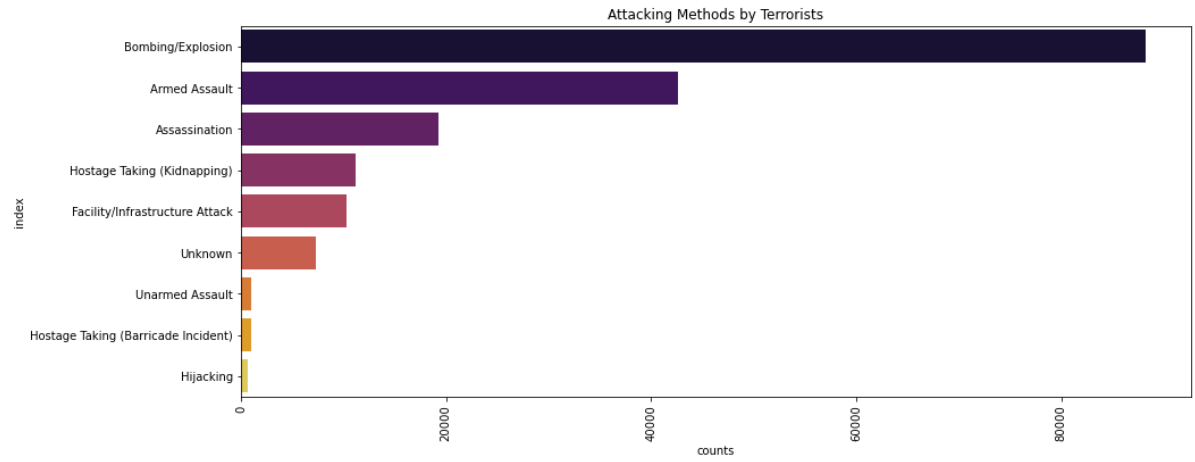 Attacking Methods by Terrorists
Bombing/Explosion
Armed Assault
Assassination
Hostage Taking (Kidnapping)
Facility/Infrastructure Attack
Unknown
Unarmed Assault
Hostage Taking (Barricade Incident)
Hijacking
index
0
20000
40000
60000
80000
counts